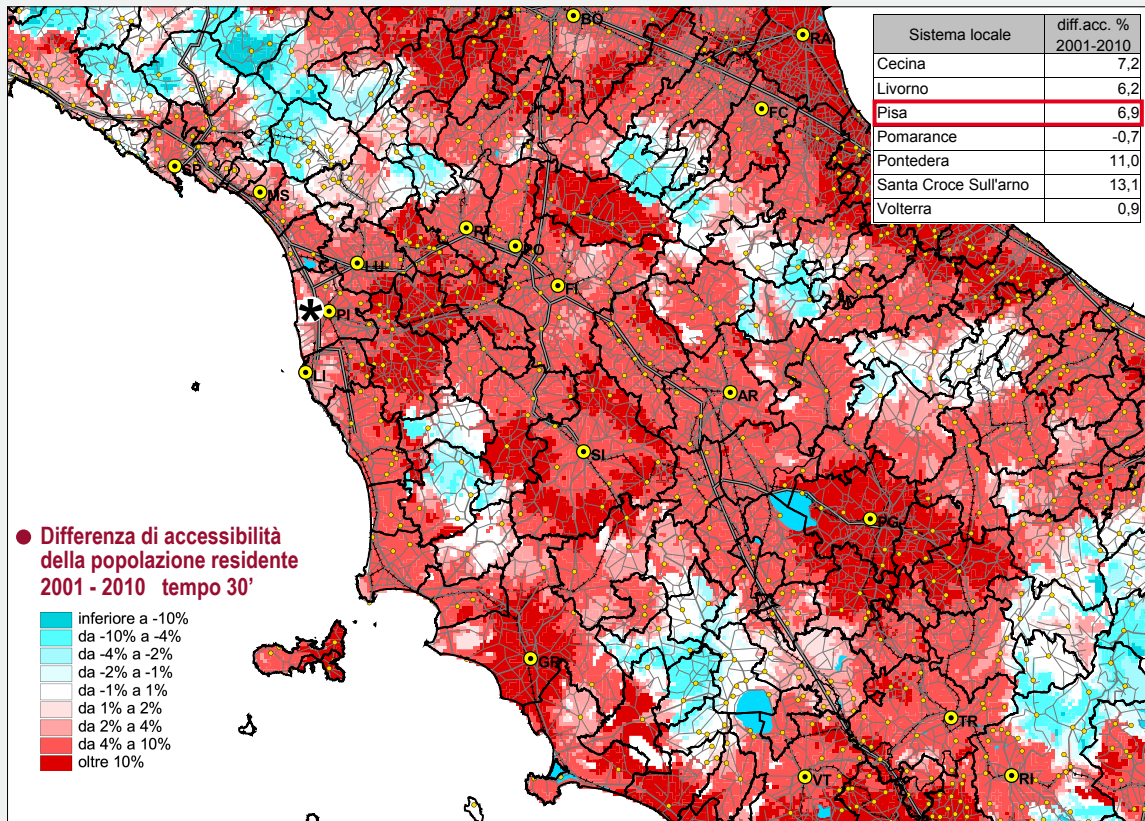 Sistema locale diff.acc. %
2001-2010
Cecina 7,2
Livorno 6,2
Pisa 6,9
Pomarance -0,7
Pontedera 11,0
Santa Croce Sull'arno 13,1
Volterra 0,9
BO
RA
FC
SP
MS
PT
PO
LU
FI
* PI
LI
AR
SI
PG
GR
TR
VT
RI
Differenza di accessibilità
della popolazione residente
2001 - 2010 tempo 30'
inferiore a -10%
da -10% a -4%
da -4% a -2%
da -2% a -1%
da -1% a 1%
da 1% a 2%
da 2% a 4%
da 4% a 10%
oltre 10%